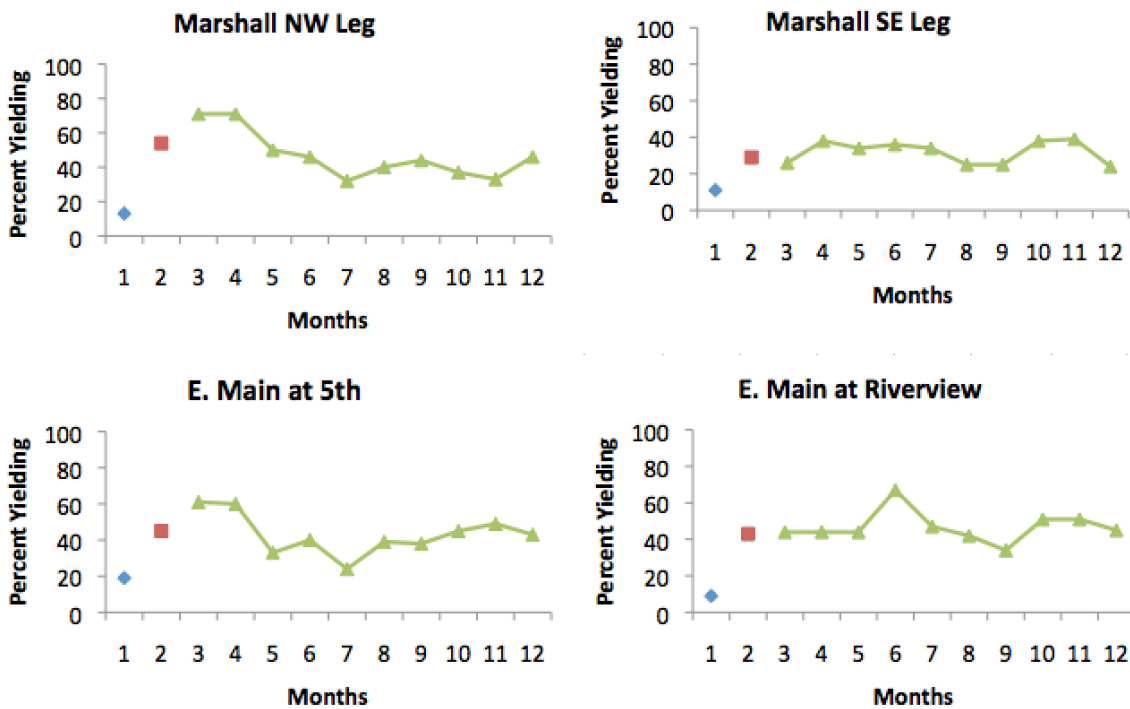 Marshall NW Leg
Percent Yielding
100
80
60
40
20
0
1 2 3 4 5 6 7 8 9 10 11 12
Months
Marshall SE Leg
Percent Yielding
100
80
60
40
20
0
1 2 3 4 5 6 7 8 9 10 11 12
Months
E. Main at 5th
Percent Yielding
100
80
60
40
20
0
1 2 3 4 5 6 7 8 9 10 11 12
Months
E. Main at Riverview
Percent Yielding
100
80
60
40
20
0
1 2 3 4 5 6 7 8 9 10 11 12
Months